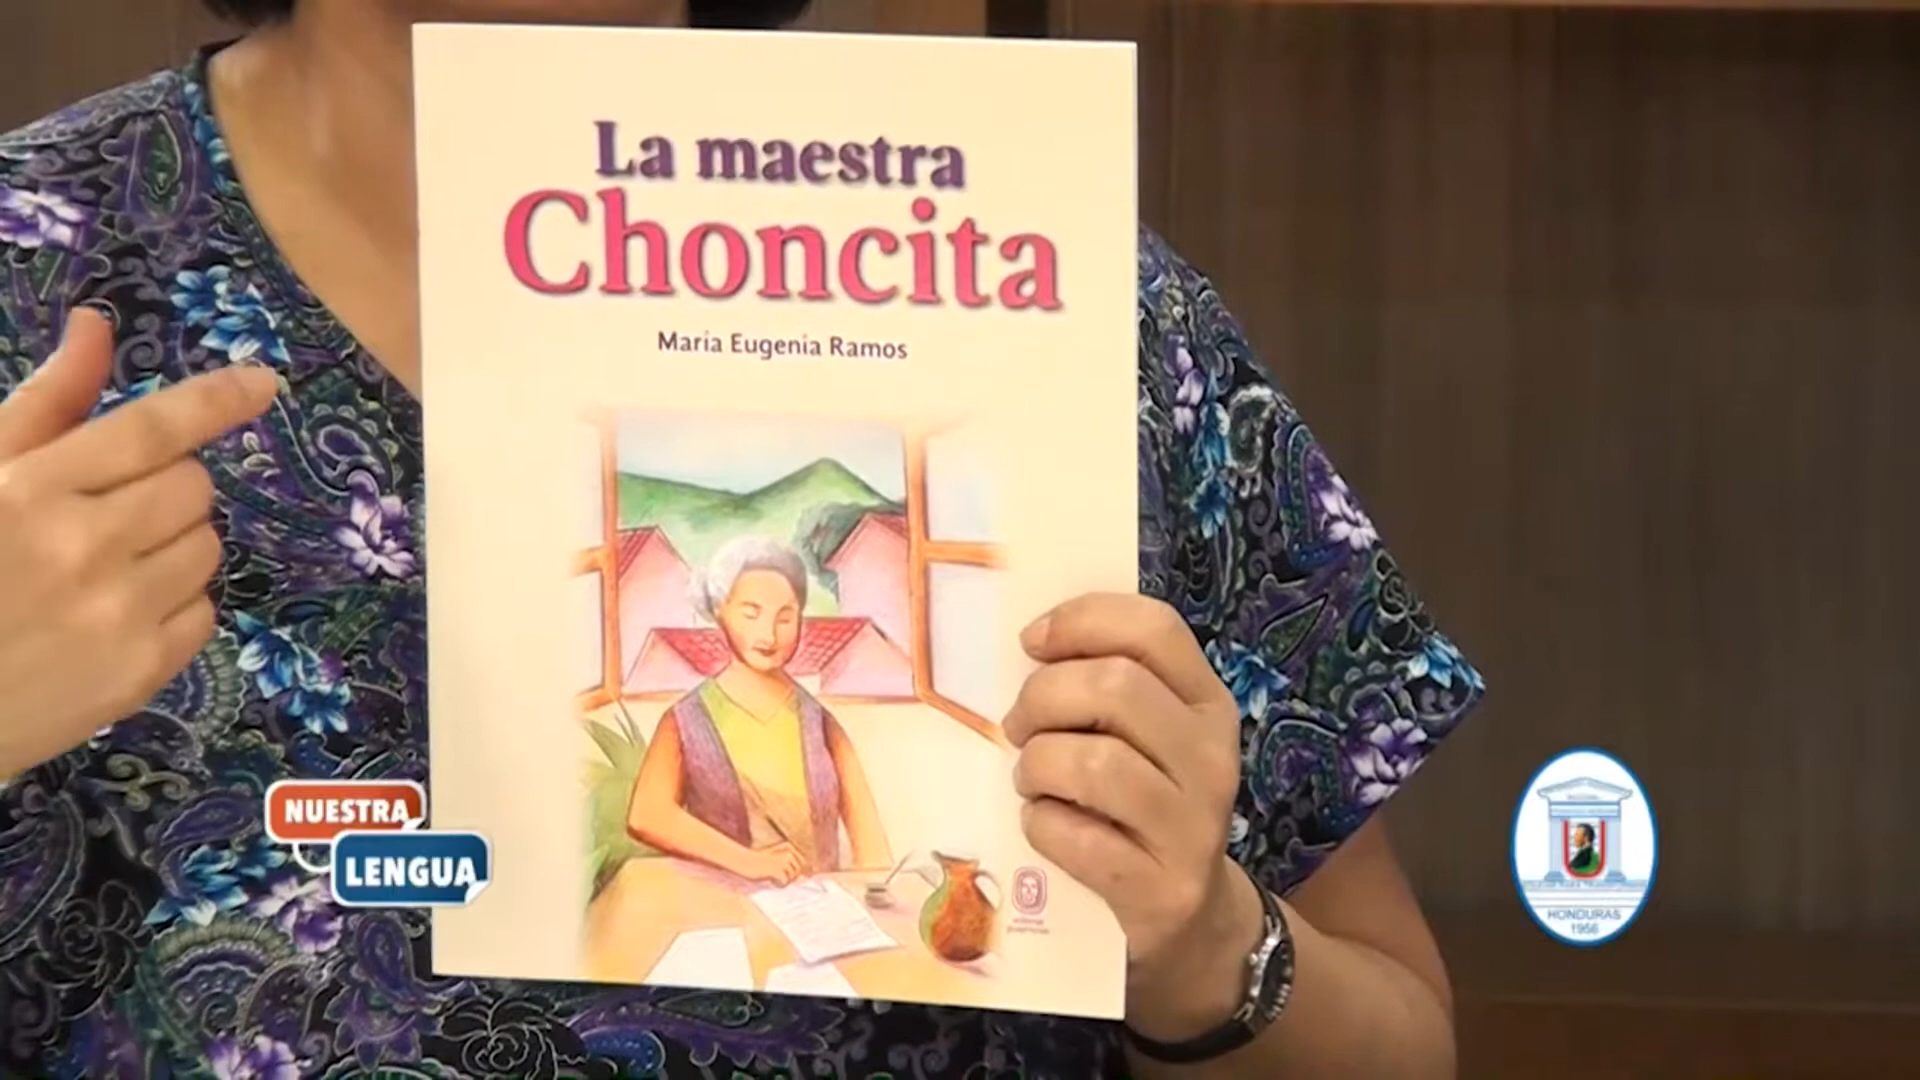 La maestra
Choncita
María Eugenia Ramos
NUESTRA
LENGUA
HONDURAS
1956